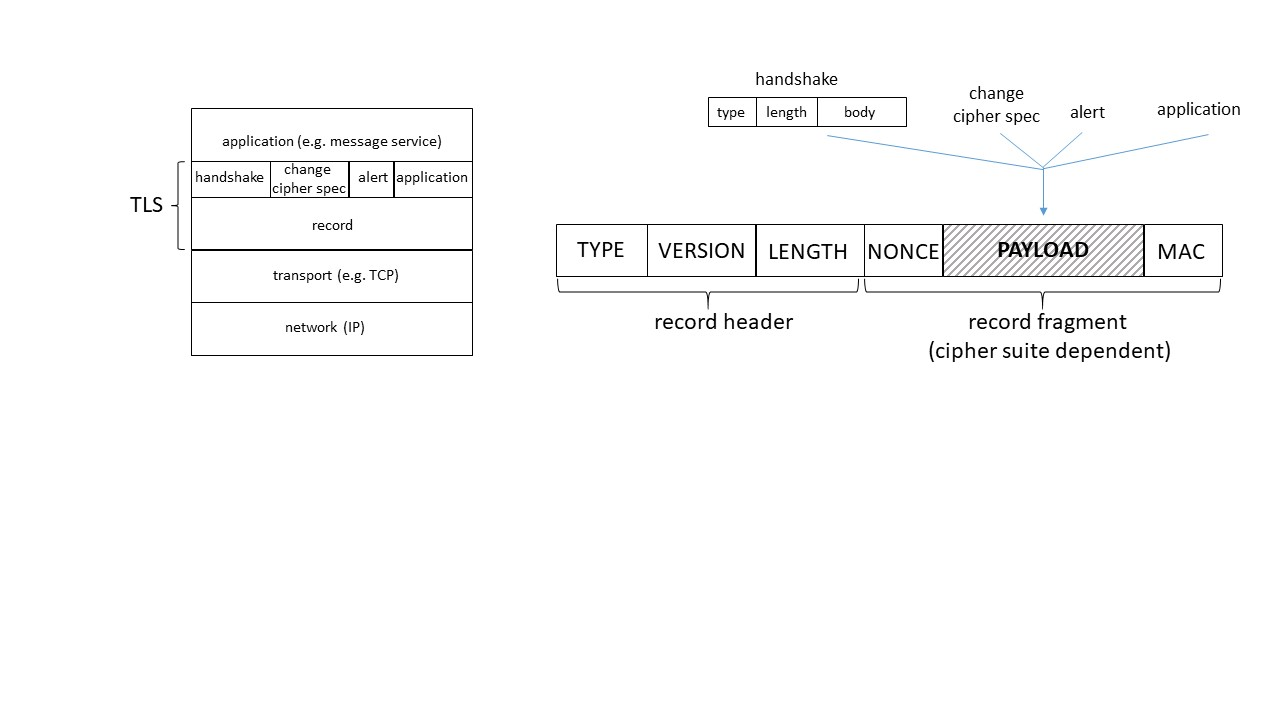 application (e.g. message service)
TLS
handshake
change
cipher spec
alert
application
record
transport (e.g. TCP)
network (IP)
handshake
type
length
body
change
cipher spec
alert
application
TYPE
VERSION
LENGTH
NONCE
PAYLOAD
MAC
record header
record fragment
(cipher suite dependent)